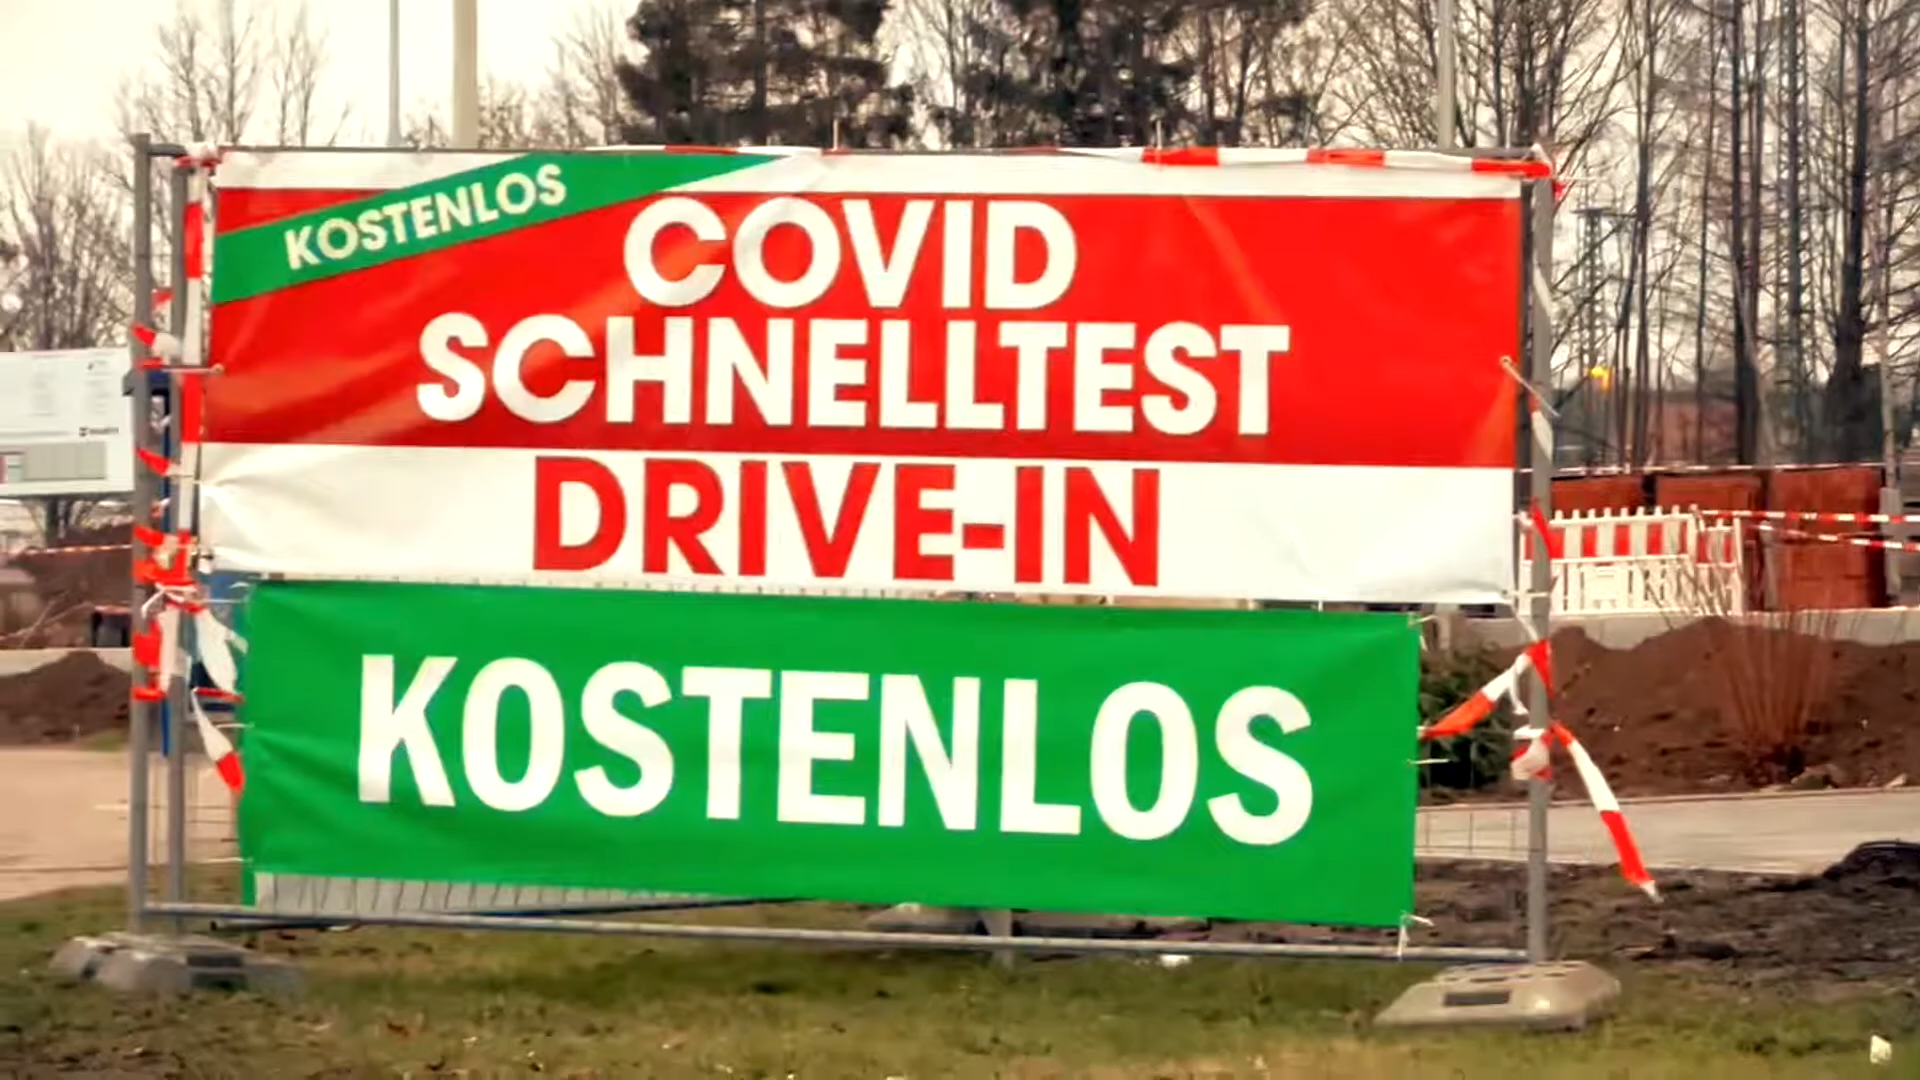 KOSTENLOS
COVID
SCHNELLTEST
DRIVE-IN
KOSTENLOS